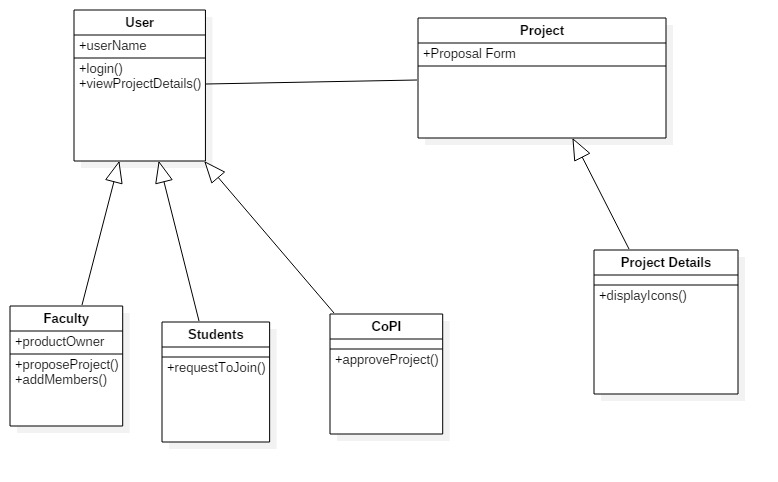 User
+userName
+login()
+viewProjectDetails()
Project
+Proposal Form
Project Details
+displayIcons()
Faculty
+productOwner
+proposeProject()
+addMembers()
Students
+requestToJoin()
CoPI
+approveProject()